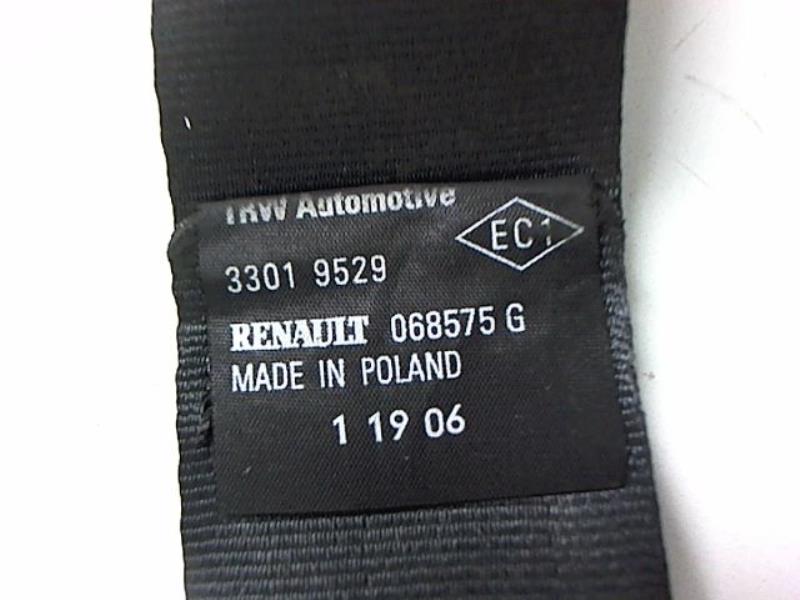 TRW Automotive
EC1
3301 9529
RENAULT 068575 G
MADE IN POLAND
1 19 06